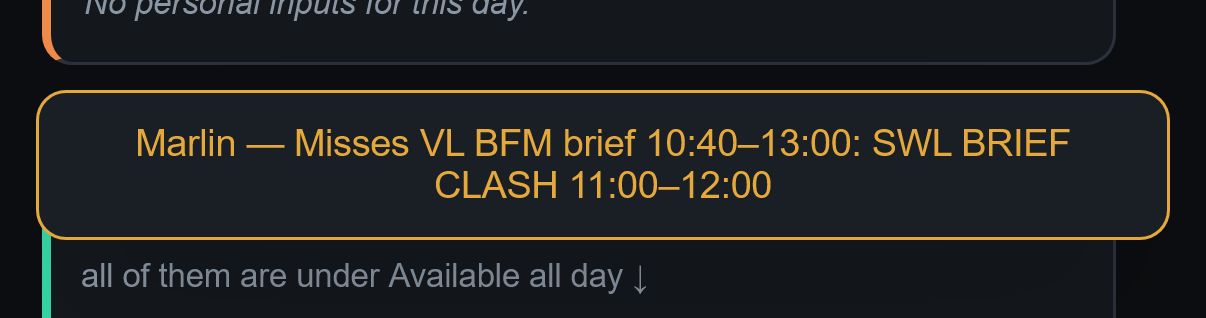 No personal inputs for this day.
Marlin — Misses VL BFM brief 10:40–13:00: SWL BRIEF
CLASH 11:00–12:00
all of them are under Available all day ↓